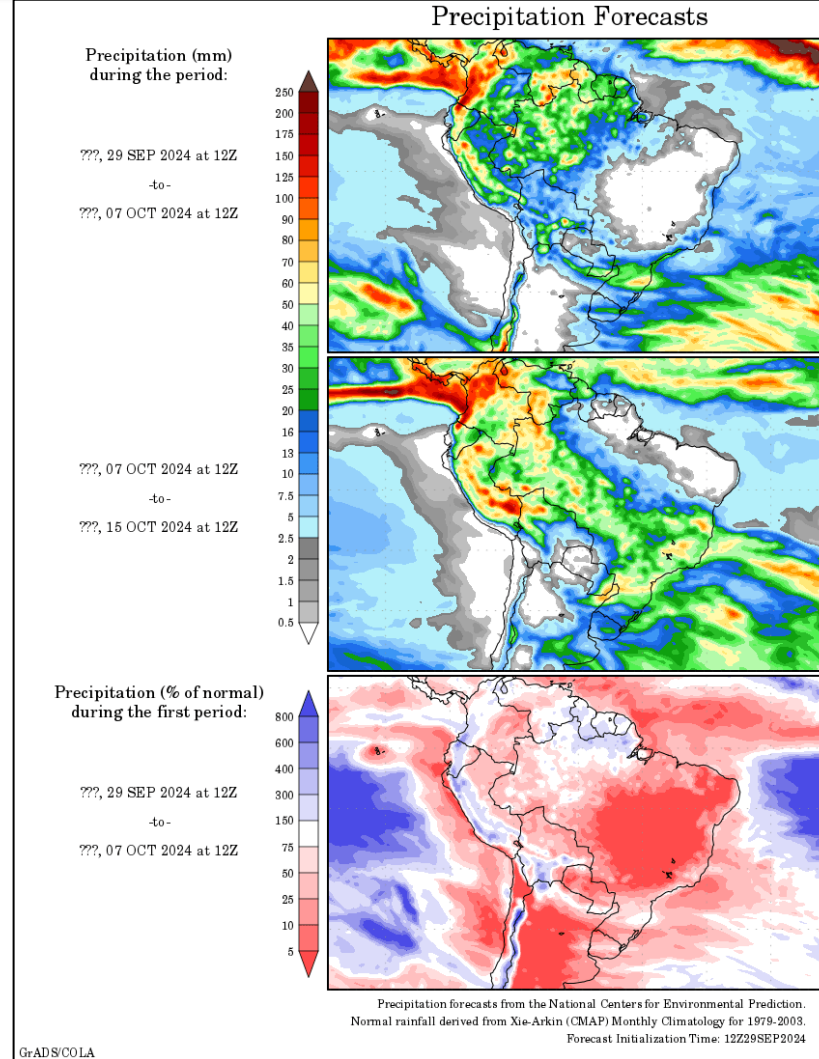 Precipitation Forecasts
Precipitation (mm)
during the period:
???, 29 SEP 2024 at 12Z
-to-
???, 07 OCT 2024 at 12Z
250
200
175
150
125
100
90
80
70
60
50
40
35
30
25
20
16
13
10
7.5
5
2.5
2
1.5
1
0.5
???, 07 OCT 2024 at 12Z
-to-
???, 15 OCT 2024 at 12Z
Precipitation (% of normal)
during the first period:
800
600
400
300
150
75
50
25
10
5
???, 29 SEP 2024 at 12Z
-to-
???, 07 OCT 2024 at 12Z
Precipitation forecasts from the National Centers for Environmental Prediction.
Normal rainfall derived from Xie-Arkin (CMAP) Monthly Climatology for 1979-2003.
Forecast Initialization Time: 12Z29SEP2024
GrADS/COLA